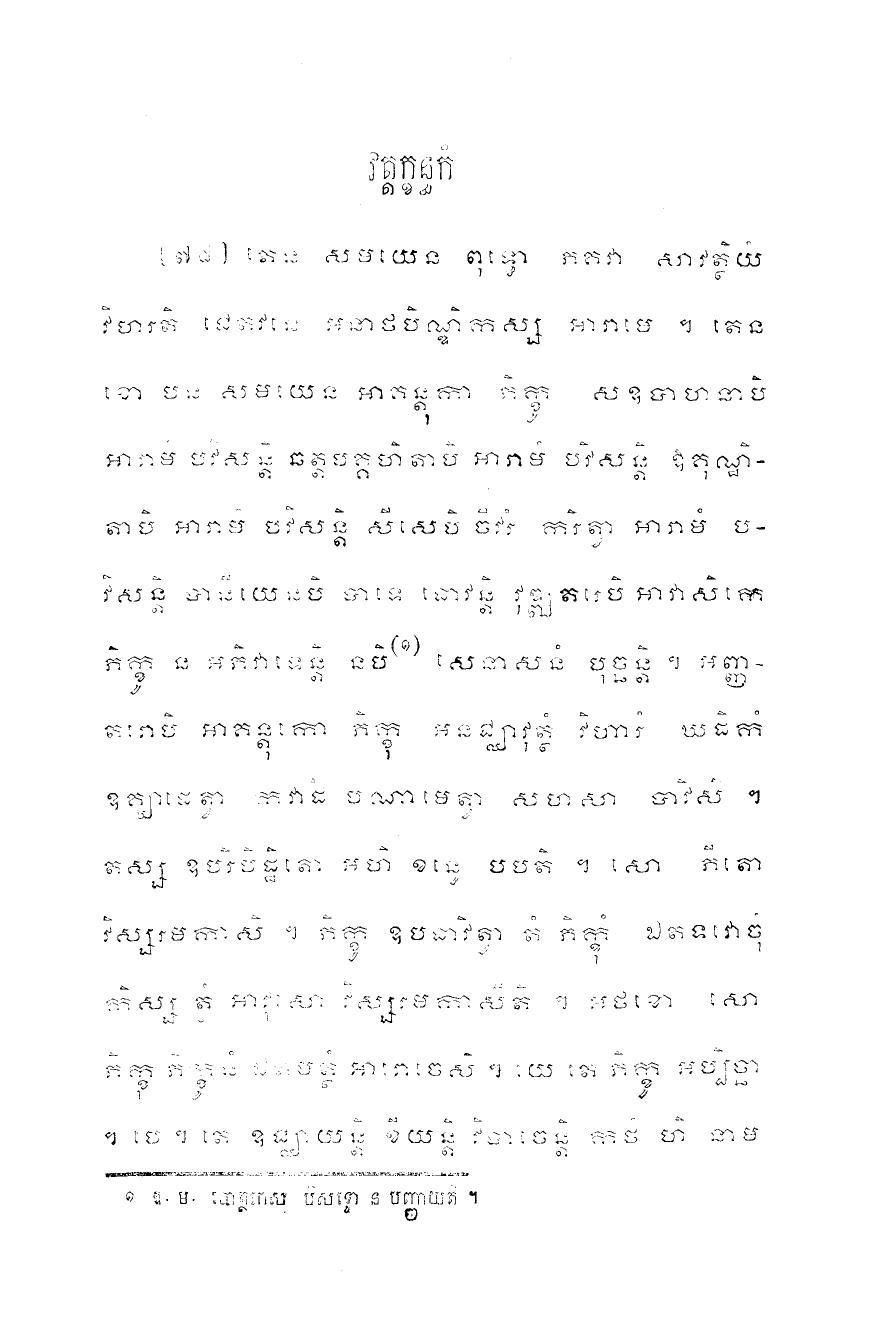 វត្តក្ខន្ធកំ
[៧៨] តេន សមយេន ពុទ្ធោ ភគវា សាវត្ថិយំ
វិហរតិ ជេតវនេ អនាថបិណ្ឌិកស្ស អារាមេ ។ តេន
ខោ បន សមយេន អាគន្តុកា ភិក្ខូ សឧបាហនាបិ
អារាមំ បវិសន្តិ ឆត្តបគ្គហិតាបិ អារាមំ បវិសន្តិ ឱគុណ្ឋិ-
តាបិ អារាមំ បវិសន្តិ សីសេបិ ចីវរំ ករិត្វា អារាមំ ប-
វិសន្តិ បានីយេនបិ បាទេ ធោវន្តិ វុឌ្ឍតរេបិ អាវាសិកេ
ភិក្ខូ ន អភិវាទេន្តិ នបិ(១) សេនាសនំ បុច្ឆន្តិ ។ អញ្ញ-
តរោបិ អាគន្តុកោ ភិក្ខុ អនជ្ឈាវុត្ថំ វិហារំ ឃដិកំ
ឧគ្ឃាដេត្វា កវាដំ បណាមេត្វា សហសា បាវិសិ ។
តស្ស ឧបរិបិដ្ឋិតោ អហិ ខន្ធេ បបតិ ។ សោ ភីតោ
វិស្សរមកាសិ ។ ភិក្ខូ ឧបធាវិត្វា តំ ភិក្ខុំ ឯតទវោចុំ
កិស្ស ត្វំ អាវុសោ វិស្សរមកាសីតិ ។ អថខោ សោ
ភិក្ខុ ភិក្ខូនំ ឯតមត្ថំ អារោចេសិ ។ យេ តេ ភិក្ខូ អប្បិច្ឆា
។ បេ ។ តេ ឧជ្ឈាយន្តិ ខីយន្តិ វិបាចេន្តិ កថំ ហិ នាម
១ ឱ. ម. បិសទ្ទោ ន បញ្ញាយតិ ។